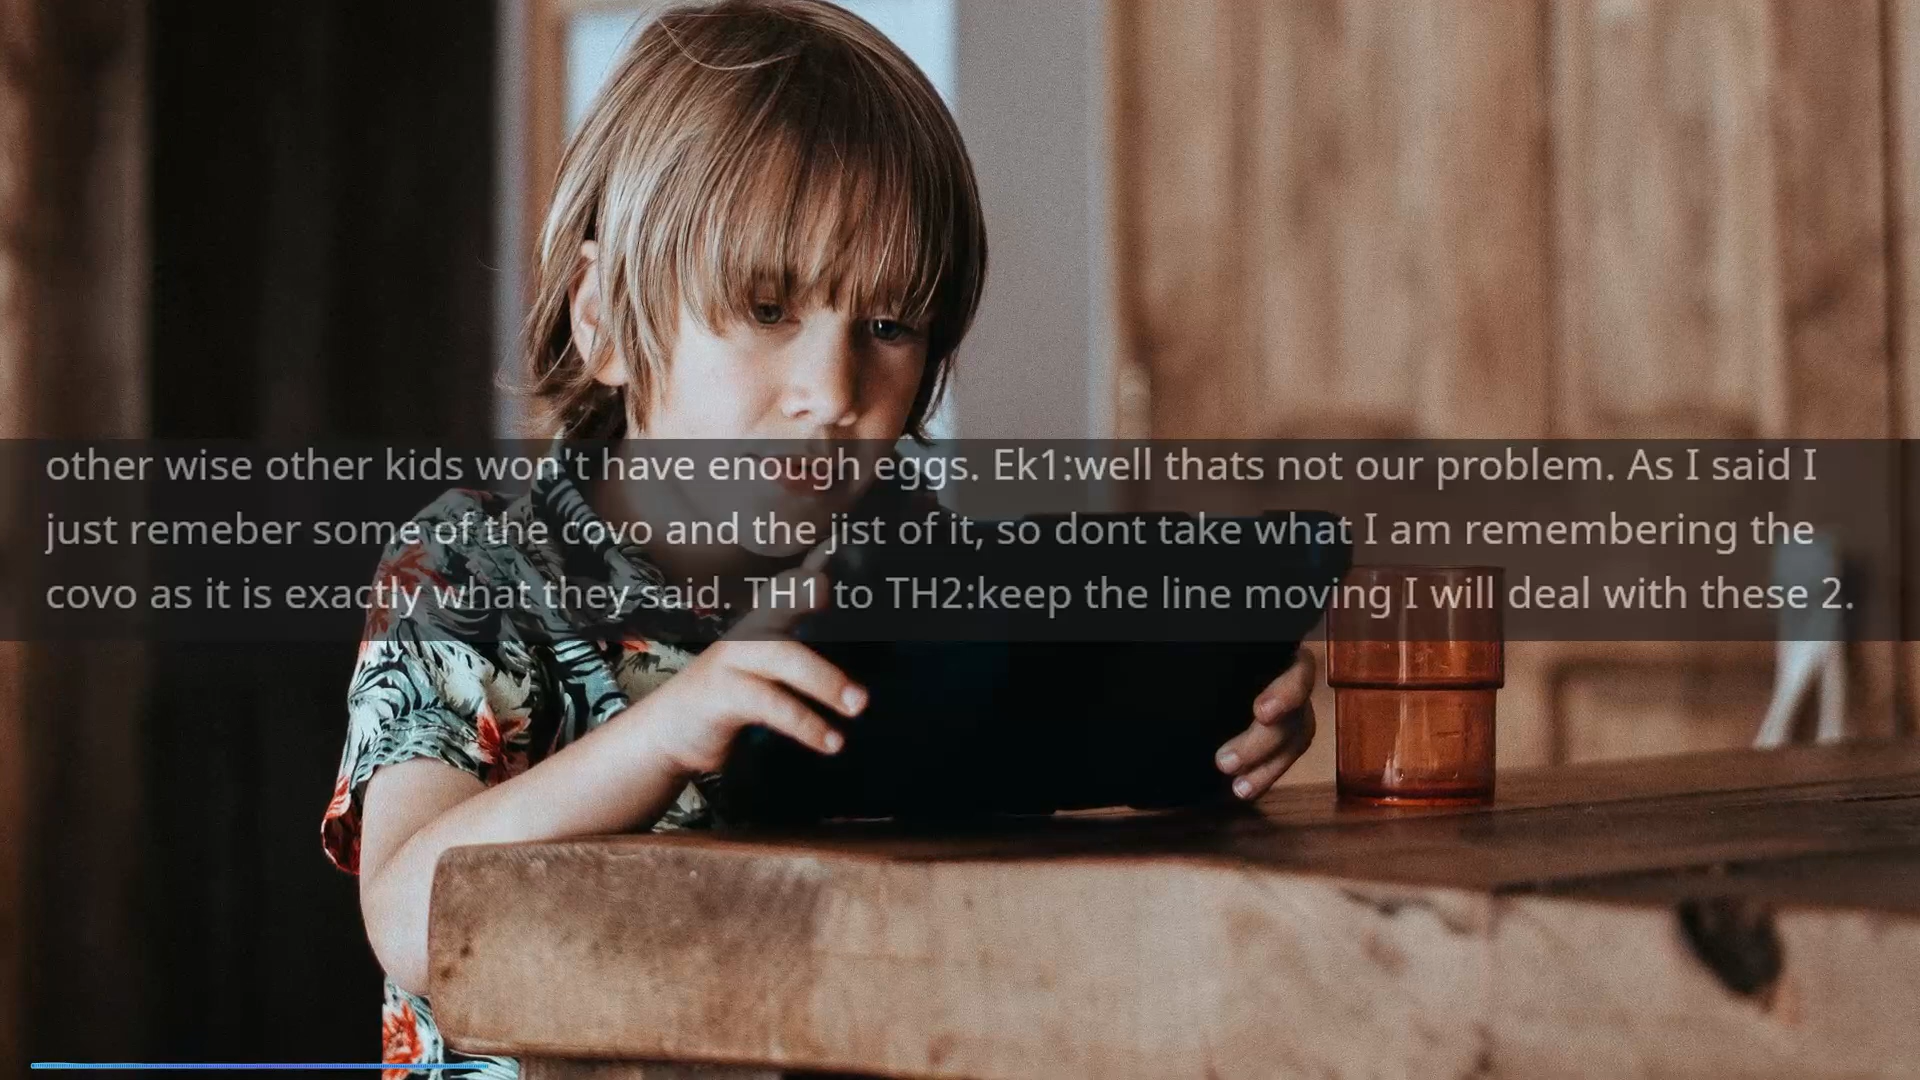 other wise other kids won't have enough eggs. Ek1:well thats not our problem. As I said I
just remeber some of the covo and the jist of it, so dont take what I am remembering the
covo as it is exactly what they said. TH1 to TH2:keep the line moving I will deal with these 2.